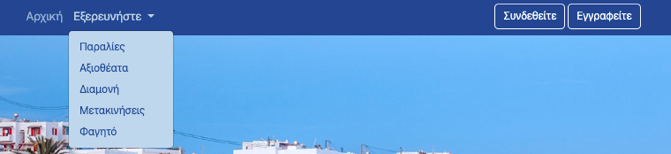 Αρχική Εξερευνήστε Συνδεθείτε Εγγραφείτε
Παραλίες
Αξιοθέατα
Διαμονή
Μετακινήσεις
Φαγητό